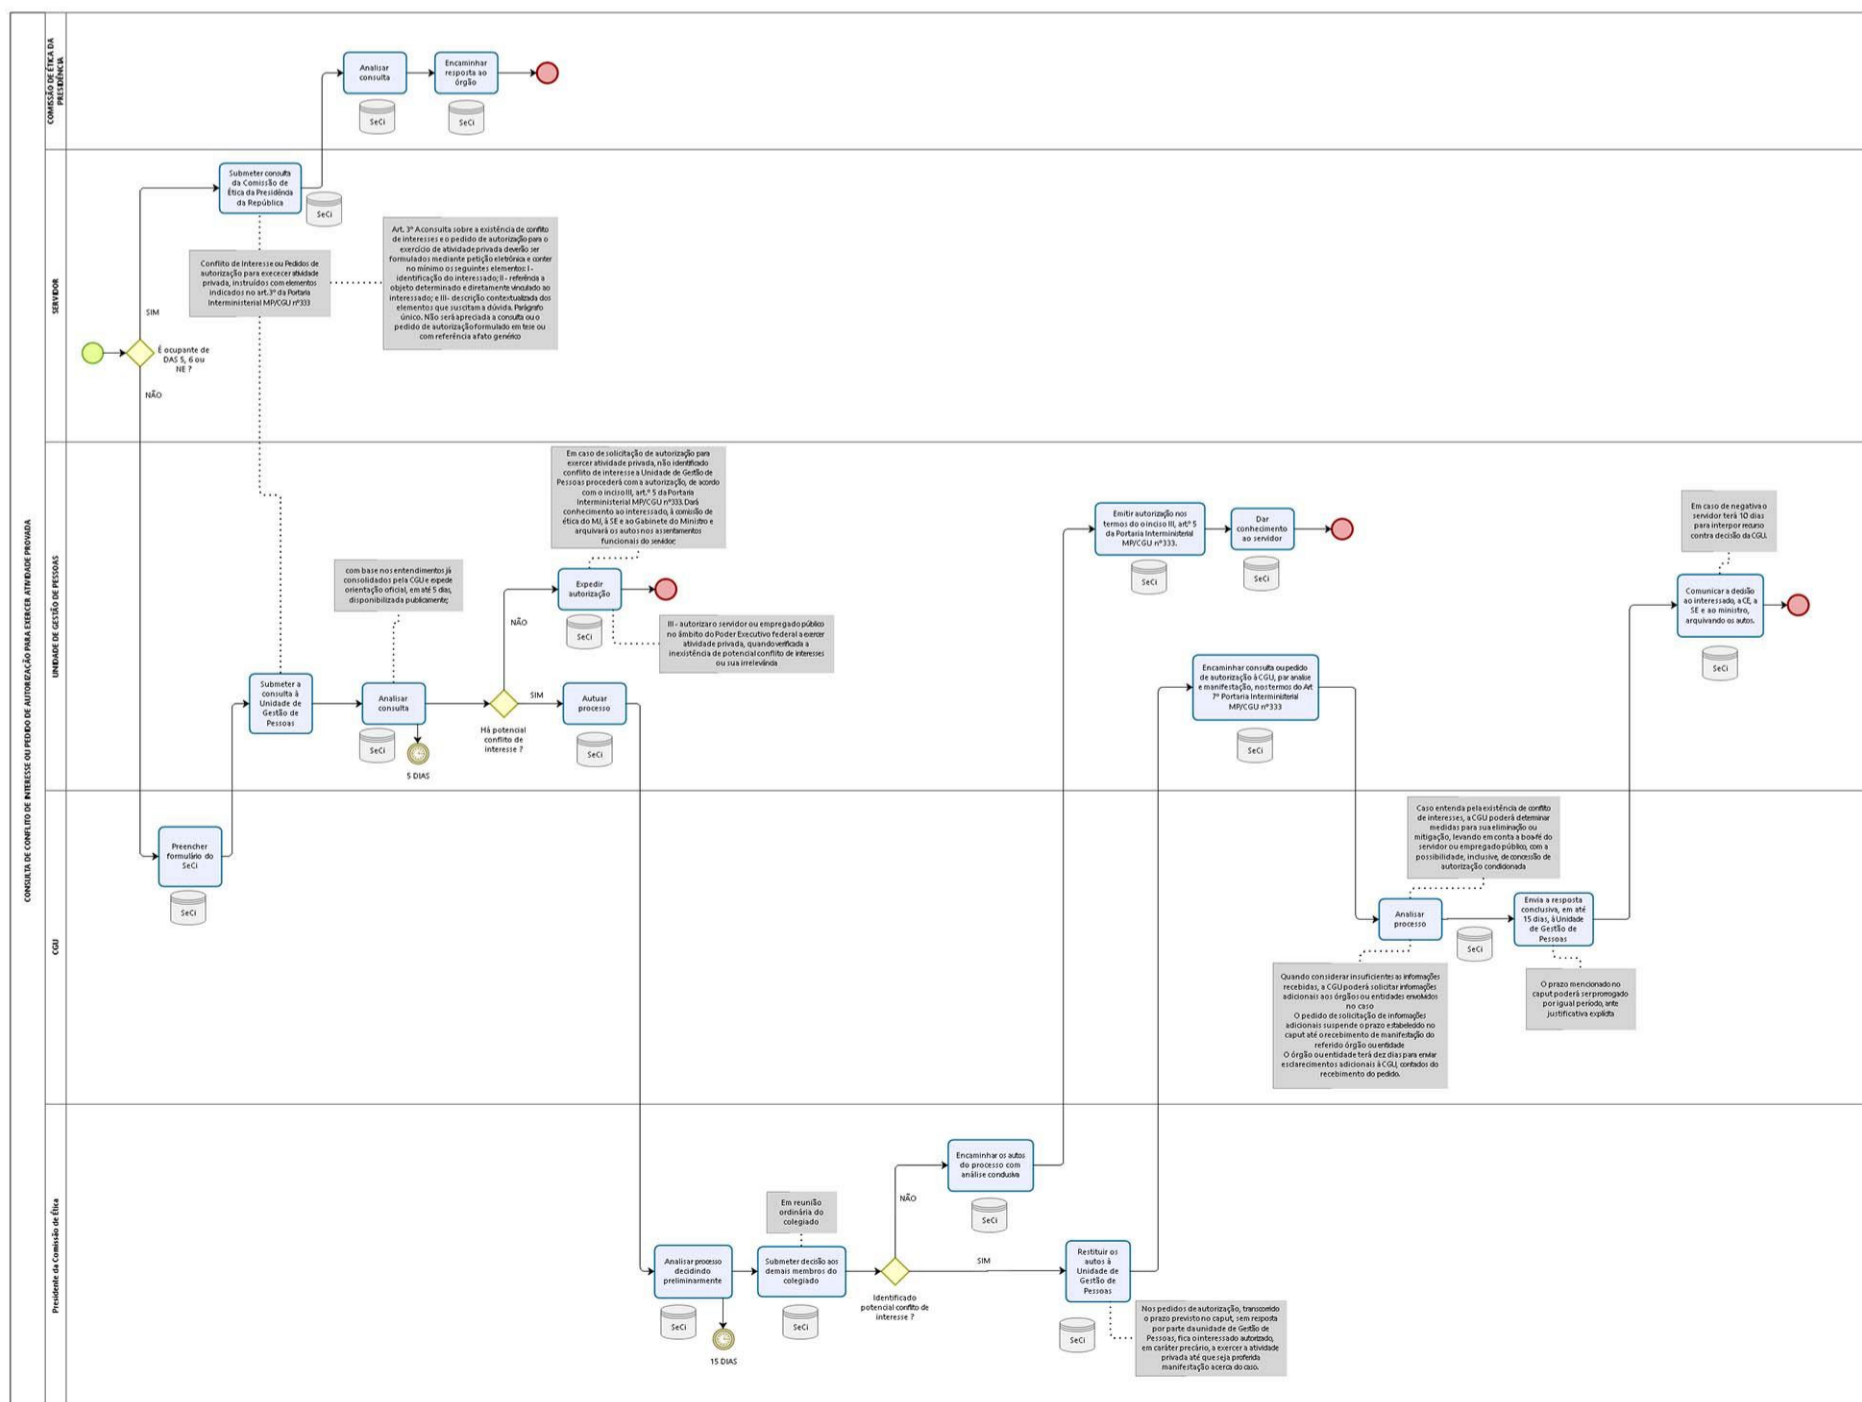 CONSULTA DE CONFLITO DE INTERESSE OU PEDIDO DE AUTORIZAÇÃO PARA EXERCER ATIVIDADE PROVADA
COMISSÃO DE ÉTICA DA
PRESIDÊNCIA
Analisar
consulta
SeCi
Encaminhar
resposta ao
órgão
SeCi
SERVIDOR
Submeter consulta
da Comissão de
Ética da Presidência
da República
SeCi
Conflito de Interesse ou Pedidos de
autorização para exececer atividade
privada, instruídos com elementos
indicados no art.3º da Portaria
Interministerial MP/CGU nº333
Art. 3º A consulta sobre a existência de conflito
de interesses e o pedido de autorização para o
exercício de atividade privada deverão ser
formulados mediante petição eletrônica e conter
no mínimo os seguintes elementos: I -
identificação do interessado; II - referência a
objeto determinado e diretamente vinculado ao
interessado; e III- descrição contextualizada dos
elementos que suscitam a dúvida. Parágrafo
único. Não será apreciada a consulta ou o
pedido de autorização formulado em tese ou
com referência a fato genérico
SIM
É ocupante de
DAS 5, 6 ou
NE ?
NÃO
UNIDADE DE GESTÃO DE PESSOAS
Em caso de solicitação de autorização para
exercer atividade privada, não identificado
conflito de interesse a Unidade de Gestão de
Pessoas procederá com a autorização, de acordo
com o inciso III, art.º 5 da Portaria
Interministerial MP/CGU nº333. Dará
conhecimento ao interessado, à comissão de
ética do MJ, à SE e ao Gabinete do Ministro e
arquivará os autos nos assentamentos
funcionais do servidor;
com base nos entendimentos já
consolidados pela CGU e expede
orientação oficial, em até 5 dias,
disponibilizada publicamente;
Expedir
autorização
SeCi
III - autorizar o servidor ou empregado público
no âmbito do Poder Executivo federal a exercer
atividade privada, quando verificada a
inexistência de potencial conflito de interesses
ou sua irrelevância
NÃO
Submeter a
consulta à
Unidade de
Gestão de
Pessoas
Analisar
consulta
SeCi
5 DIAS
Há potencial
conflito de
interesse ?
SIM
Autuar
processo
SeCi
Emitir autorização nos
termos do o inciso III, art.º 5
da Portaria Interministerial
MP/CGU nº333.
SeCi
Dar
conhecimento
ao servidor
SeCi
Encaminhar consulta ou pedido
de autorização à CGU, par analise
e manifestação, nos termos do Art
7º Portaria Interministerial
MP/CGU nº333
SeCi
Em caso de negativa o
servidor terá 10 dias
para interpor recurso
contra decisão da CGU.
Comunicar a decisão
ao interessado, a CE, a
SE e ao ministro,
arquivando os autos.
SeCi
CGU
Preencher
formulário do
SeCi
SeCi
Caso entenda pela existência de conflito
de interesses, a CGU poderá determinar
medidas para sua eliminação ou
mitigação, levando em conta a boa-fé do
servidor ou empregado público, com a
possibilidade, inclusive, de concessão de
autorização condicionada
Analisar
processo
SeCi
Envia a resposta
conclusiva, em até
15 dias, à Unidade
de Gestão de
Pessoas
Quando considerar insuficientes as informações
recebidas, a CGU poderá solicitar informações
adicionais aos órgãos ou entidades envolvidos
no caso
O pedido de solicitação de informações
adicionais suspende o prazo estabelecido no
caput até o recebimento de manifestação do
referido órgão ou entidade
O órgão ou entidade terá dez dias para enviar
esclarecimentos adicionais à CGU, contados do
recebimento do pedido.
O prazo mencionado no
caput poderá ser prorrogado
por igual período, ante
justificativa explícita
Presidente da Comissão de Ética
Analisar processo
decidindo
preliminarmente
SeCi
15 DIAS
Em reunião
ordinária do
colegiado
Submeter decisão aos
demais membros do
colegiado
SeCi
Identificado
potencial conflito de
interesse ?
NÃO
Encaminhar os autos
do processo com
análise conclusiva
SeCi
SIM
Restituir os
autos à
Unidade de
Gestão de
Pessoas
SeCi
Nos pedidos de autorização, transcorrido
o prazo previsto no caput, sem resposta
por parte da unidade de Gestão de
Pessoas, fica o interessado autorizado,
em caráter precário, a exercer a atividade
privada até que seja proferida
manifestação acerca do caso.